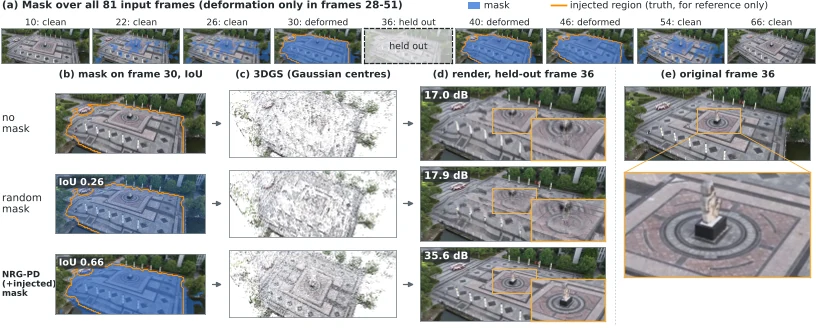 (a) Mask over all 81 input frames (deformation only in frames 28-51)
mask
injected region (truth, for reference only)
10: clean
22: clean
26: clean
30: deformed
36: held out
40: deformed
46: deformed
54: clean
66: clean
held out
(b) mask on frame 30, IoU
(c) 3DGS (Gaussian centres)
(d) render, held-out frame 36
(e) original frame 36
no
mask
17.0 dB
random
mask
IoU 0.26
17.9 dB
NRG-PD
(+injected)
mask
IoU 0.66
35.6 dB